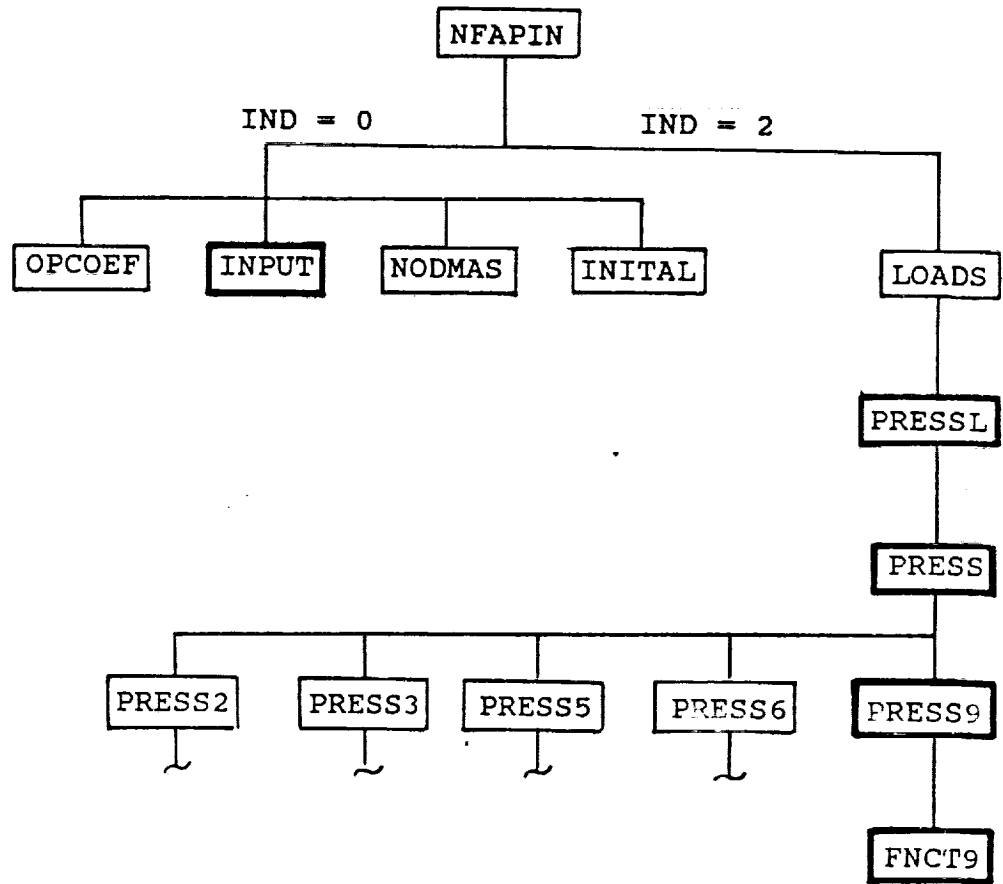 NFAPIN
IND = 0
IND = 2
OPCOEF
INPUT
NODMAS
INITAL
LOADS
PRESSL
PRESS
PRESS2
PRESS3
PRESS5
PRESS6
PRESS9
FNCT9